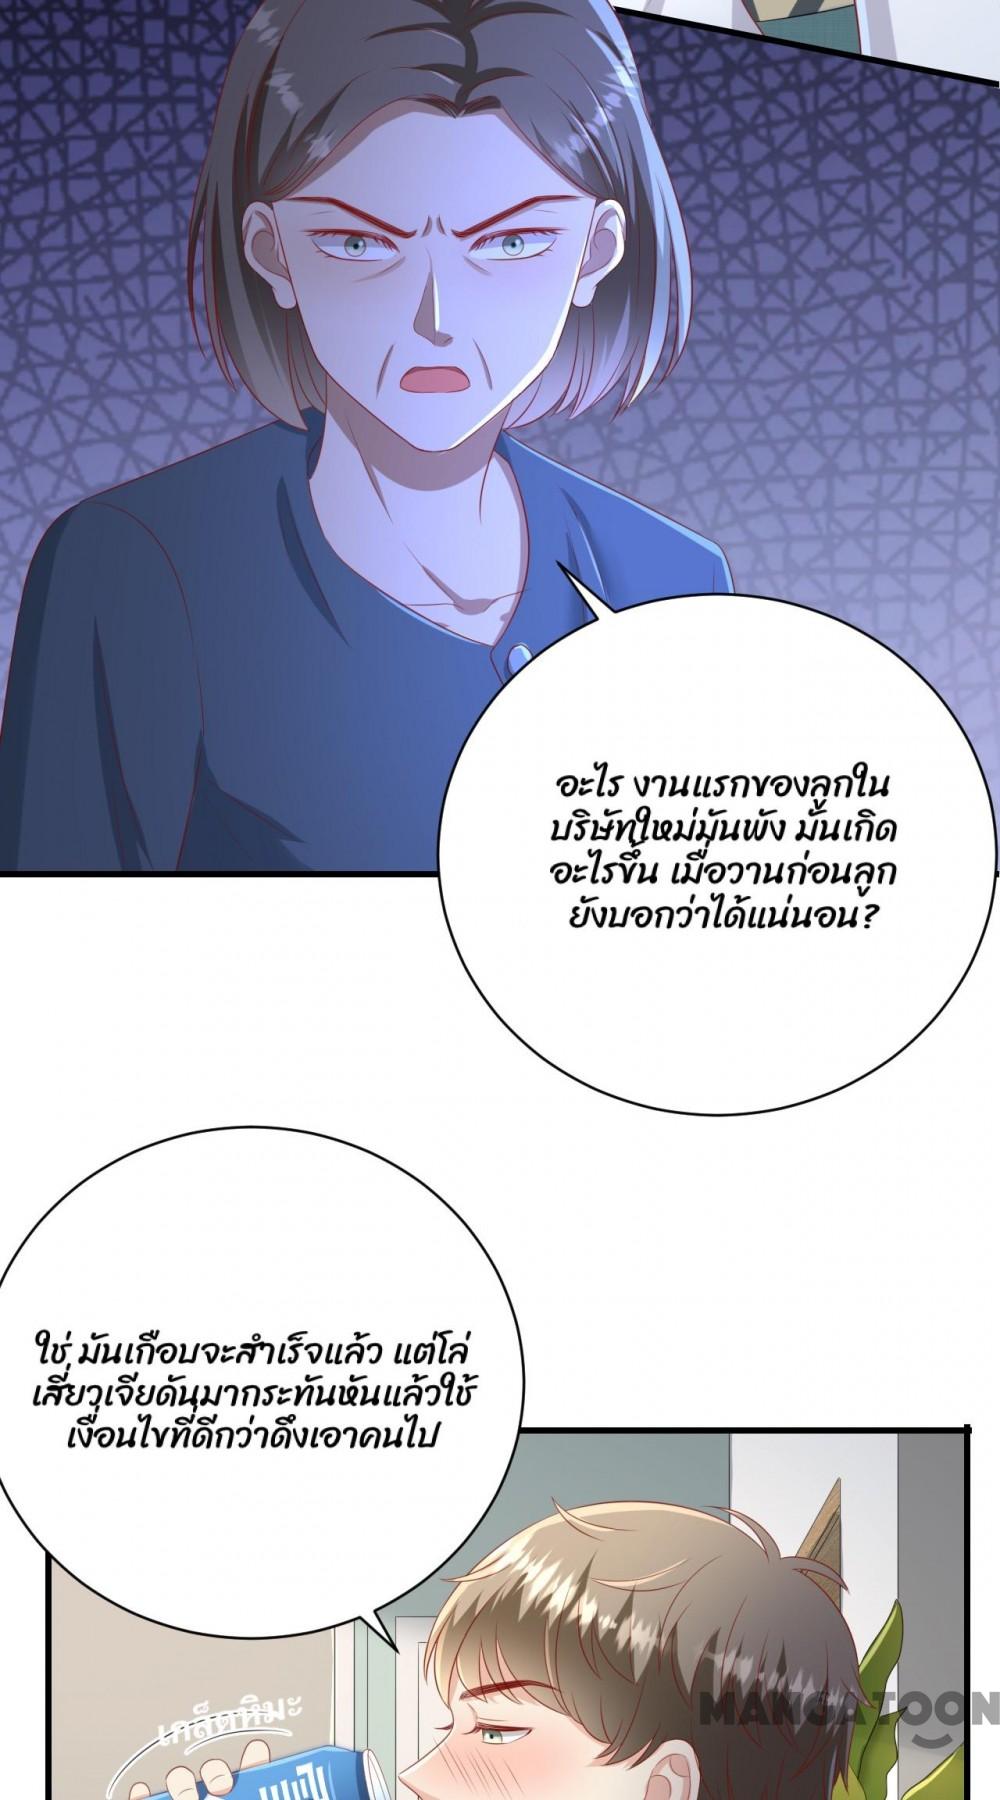 อะไร งานแรกของลูกใน
บริษัทใหม่มันพัง มันเกิด
อะไรขึ้น เมื่อวานก่อนลูก
ยังบอกว่าได้แน่นอน?
ใช่ มันเกือบจะสำเร็จแล้ว แต่โล่
เสี่ยวเจียดันมากระทันหันแล้วใช้
เงื่อนไขที่ดีกว่าดึงเอาคนไป
เกล็ดหิมะ
MANGATOON